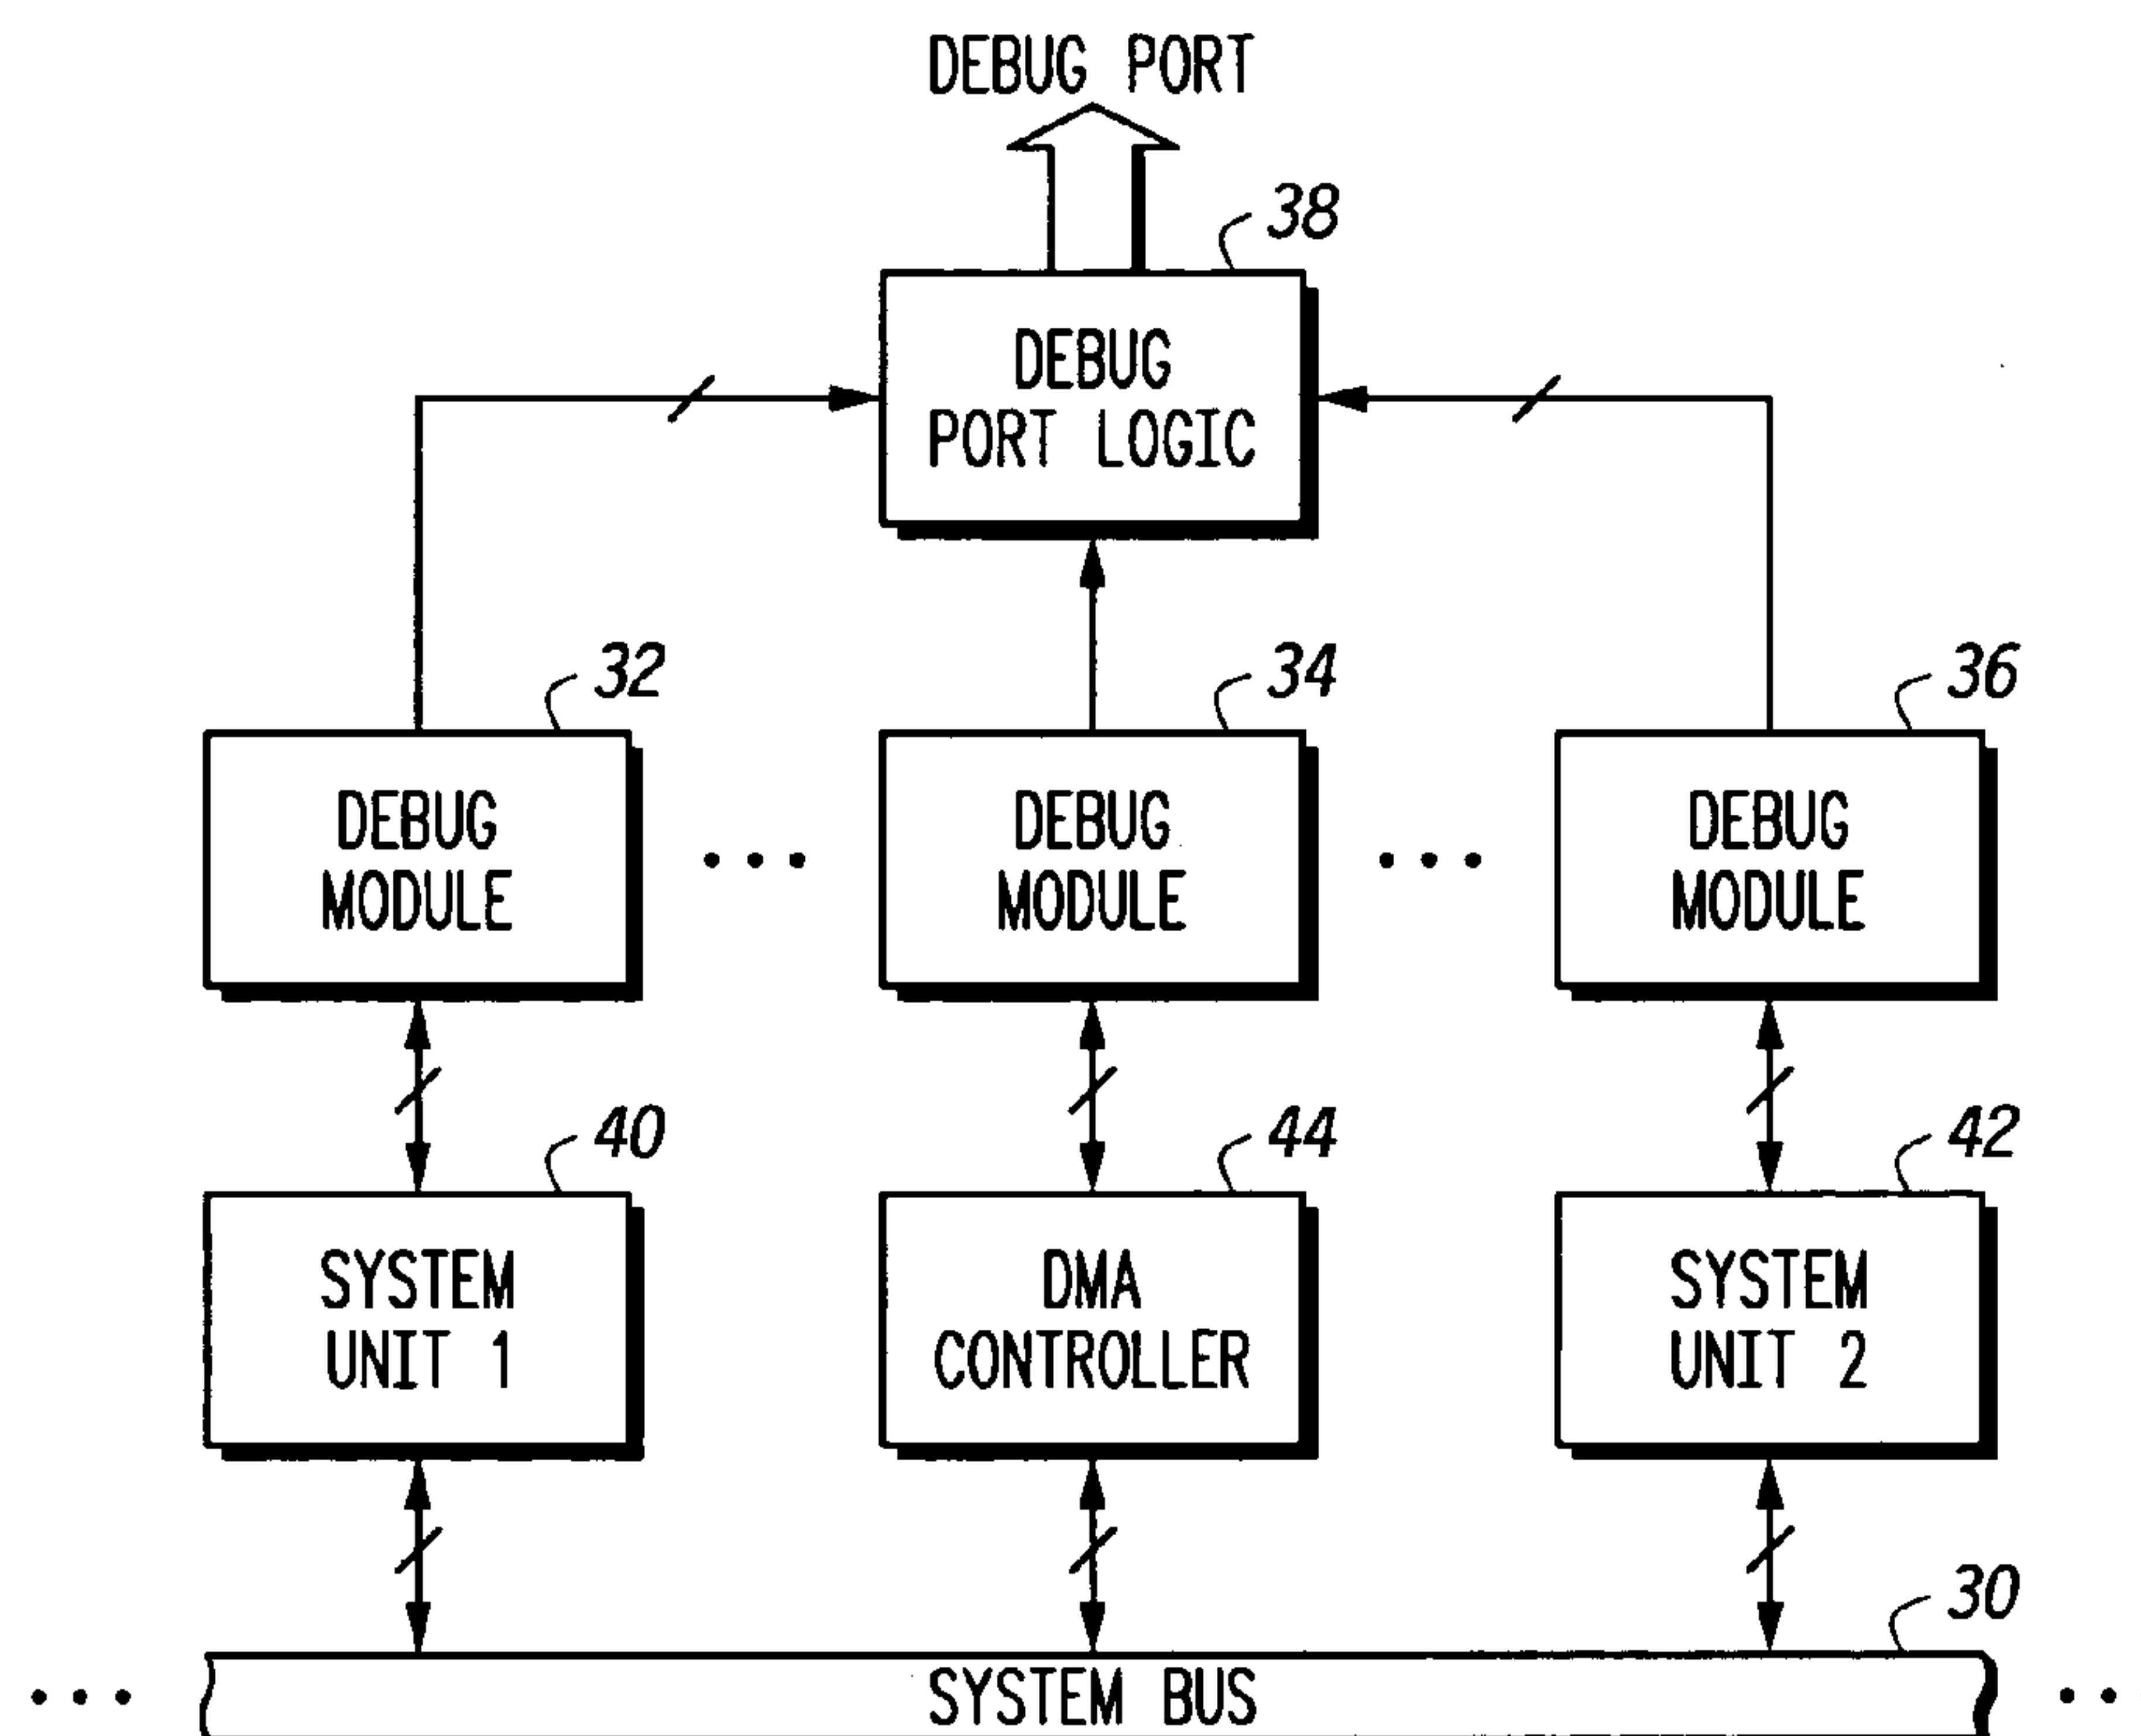 DEBUG PORT
38
DEBUG
PORT LOGIC
32
34
36
DEBUG
MODULE
DEBUG
MODULE
DEBUG
MODULE
40
44
42
SYSTEM
UNIT 1
DMA
CONTROLLER
SYSTEM
UNIT 2
30
SYSTEM BUS